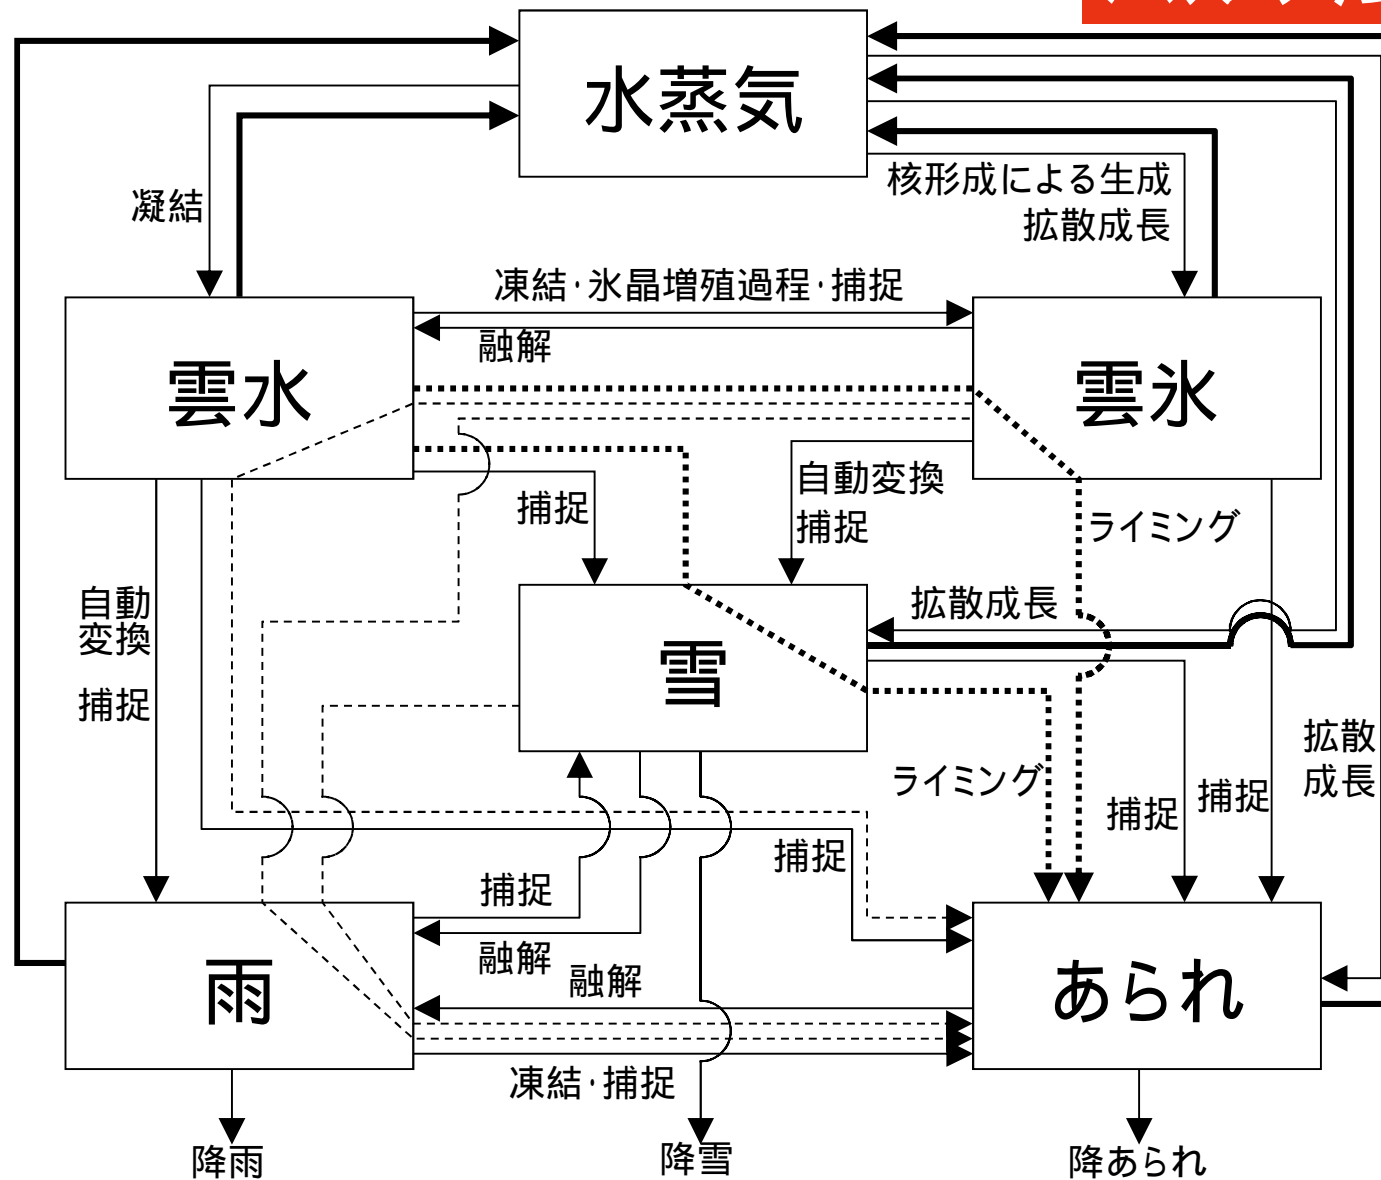 水蒸気
凝結
核形成による生成
拡散成長
凍結・氷晶増殖過程・捕捉
融解
雲水
雲氷
自動変換
捕捉
捕捉
ライミング
自動
変換
捕捉
拡散成長
雪
拡散
成長
ライミング
捕捉
捕捉
捕捉
捕捉
融解
融解
雨
あられ
凍結・捕捉
降雨
降雪
降あられ